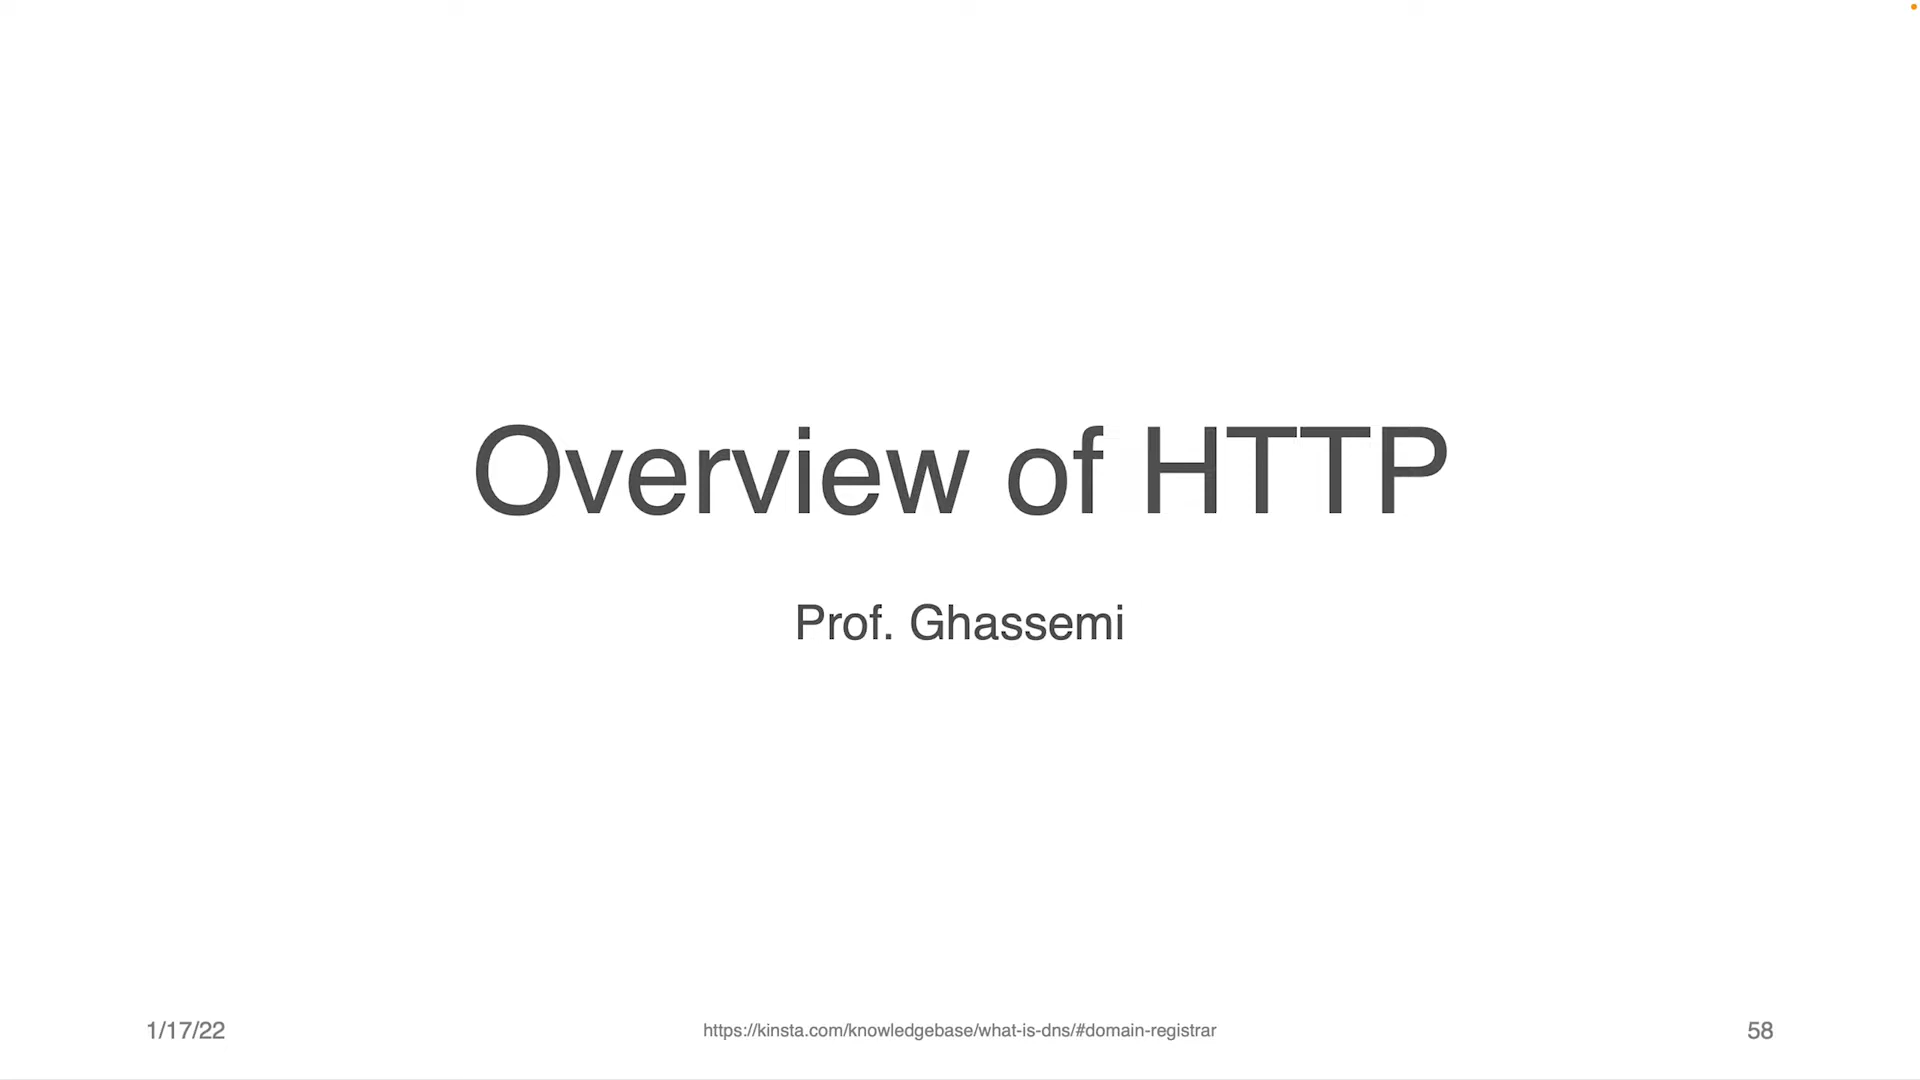 Overview of HTTP
Prof. Ghassemi
1/17/22
https://kinsta.com/knowledgebase/what-is-dns/#domain-registrar
58